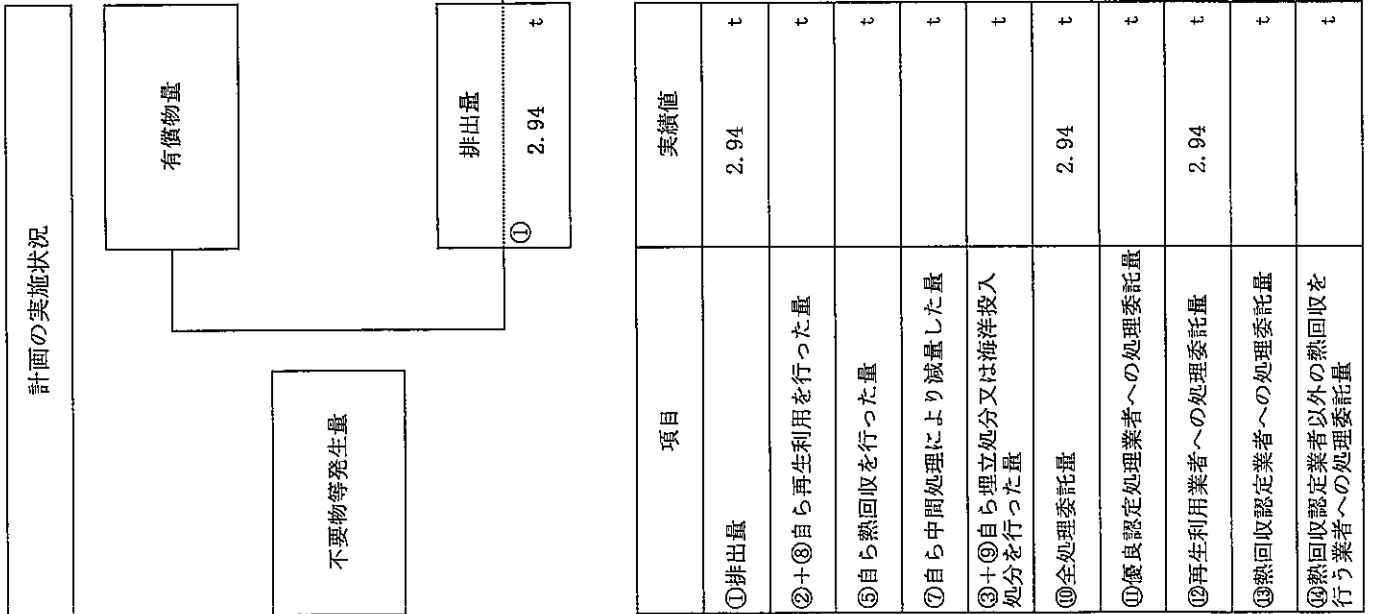 計画の実施状況
不要物等発生量
有償物量
排出量
① 2.94 t
項目 実績値
①排出量 2.94 t
②+⑧自ら再生利用を行った量 t
⑤自ら熱回収を行った量 t
⑦自ら中間処理により減量した量 t
③+⑨自ら埋立処分又は海洋投入
処分を行った量 t
⑩全処理委託量 2.94 t
⑪優良認定処理業者への処理委託量 t
⑫再生利用業者への処理委託量 2.94 t
⑬熱回収認定業者への処理委託量 t
⑭熱回収認定業者以外の熱回収を
行う業者への処理委託量 t